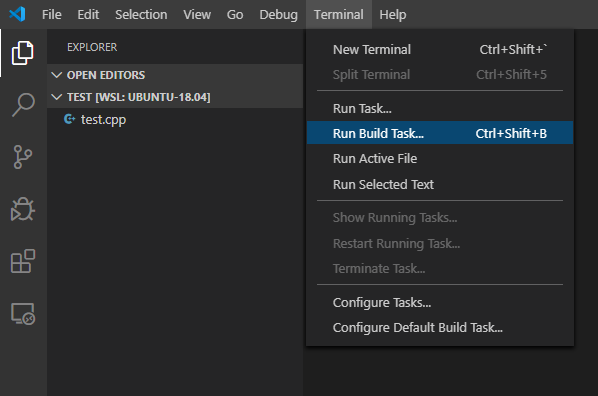 File Edit Selection View Go Debug Terminal Help
EXPLORER
OPEN EDITORS
TEST [WSL: UBUNTU-18.04]
test.cpp
New Terminal Ctrl+Shift+`
Split Terminal Ctrl+Shift+5
Run Task...
Run Build Task... Ctrl+Shift+B
Run Active File
Run Selected Text
Show Running Tasks...
Restart Running Task...
Terminate Task...
Configure Tasks...
Configure Default Build Task...